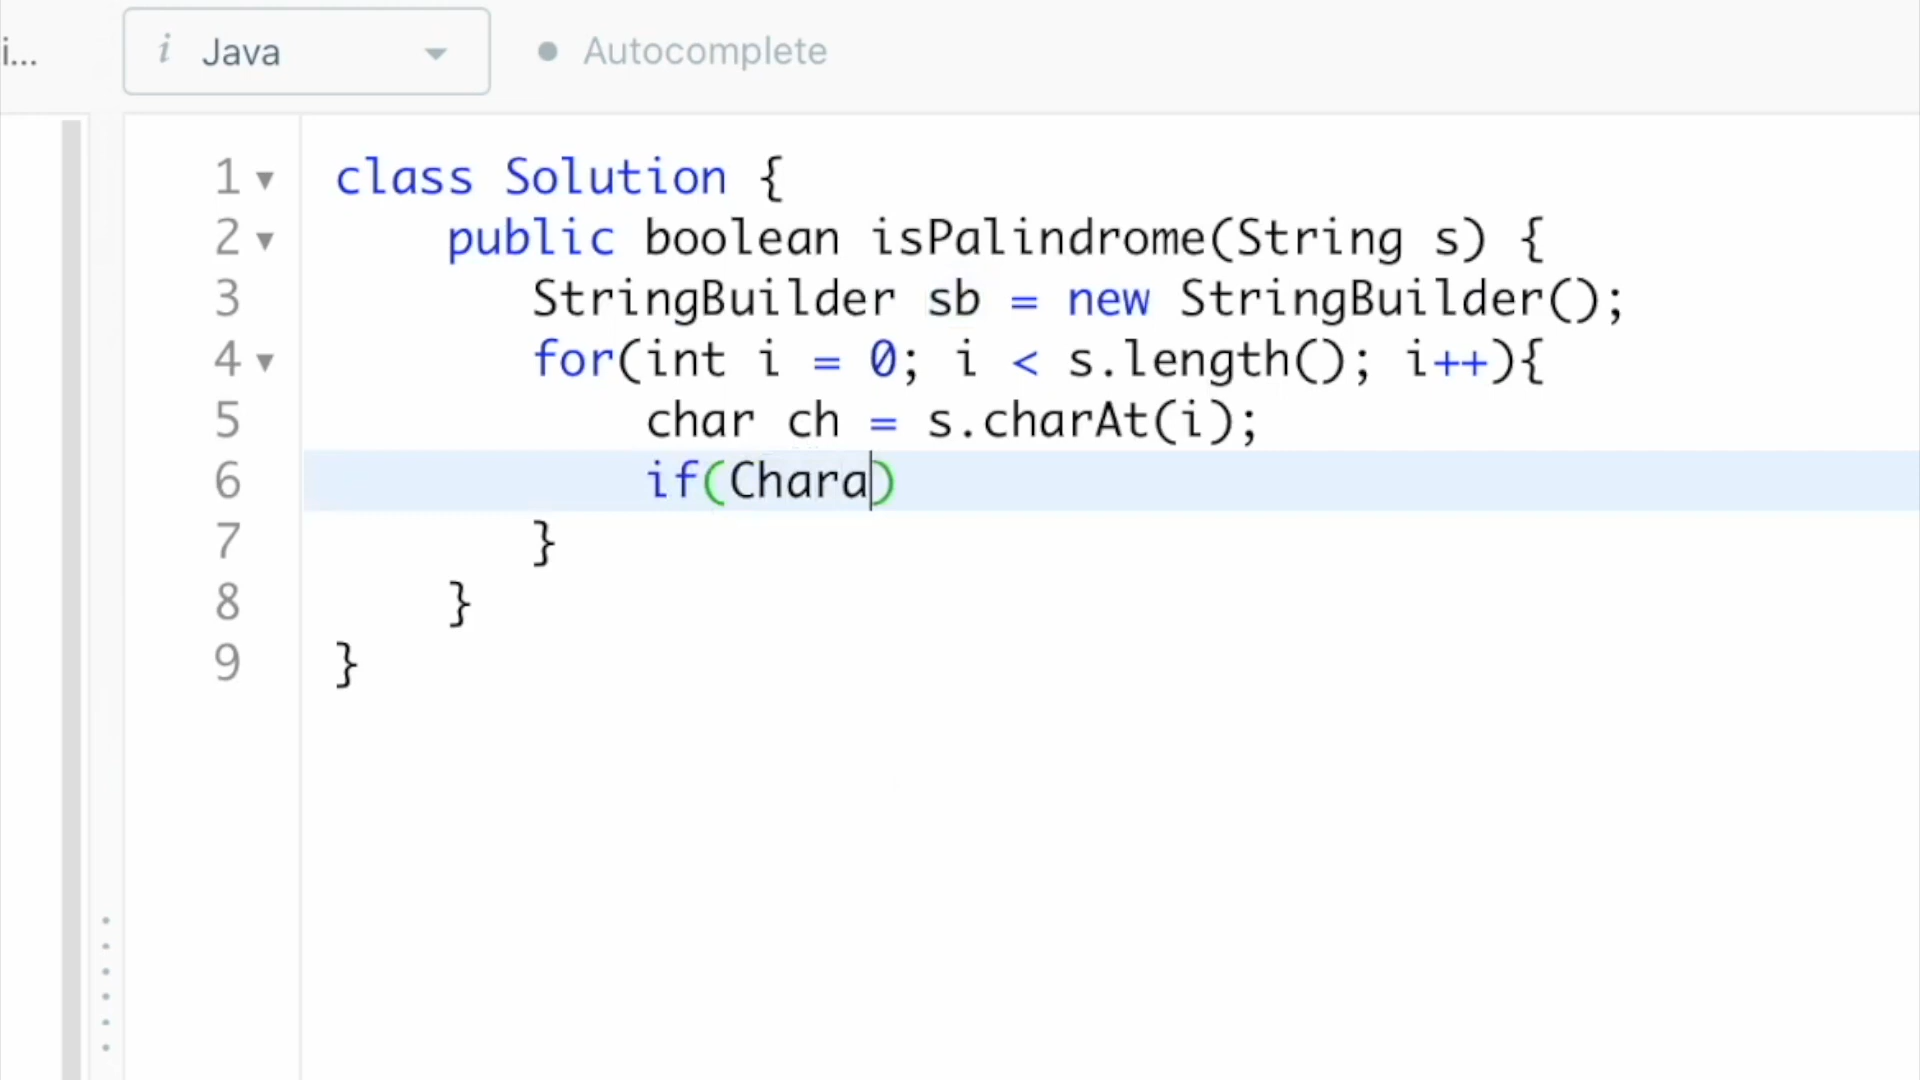 i...
i Java
Autocomplete
1 class Solution {
2 public boolean isPalindrome(String s) {
3 StringBuilder sb = new StringBuilder();
4 for(int i = 0; i < s.length(); i++){
5 char ch = s.charAt(i);
6 if(Chara)
7 }
8 }
9 }